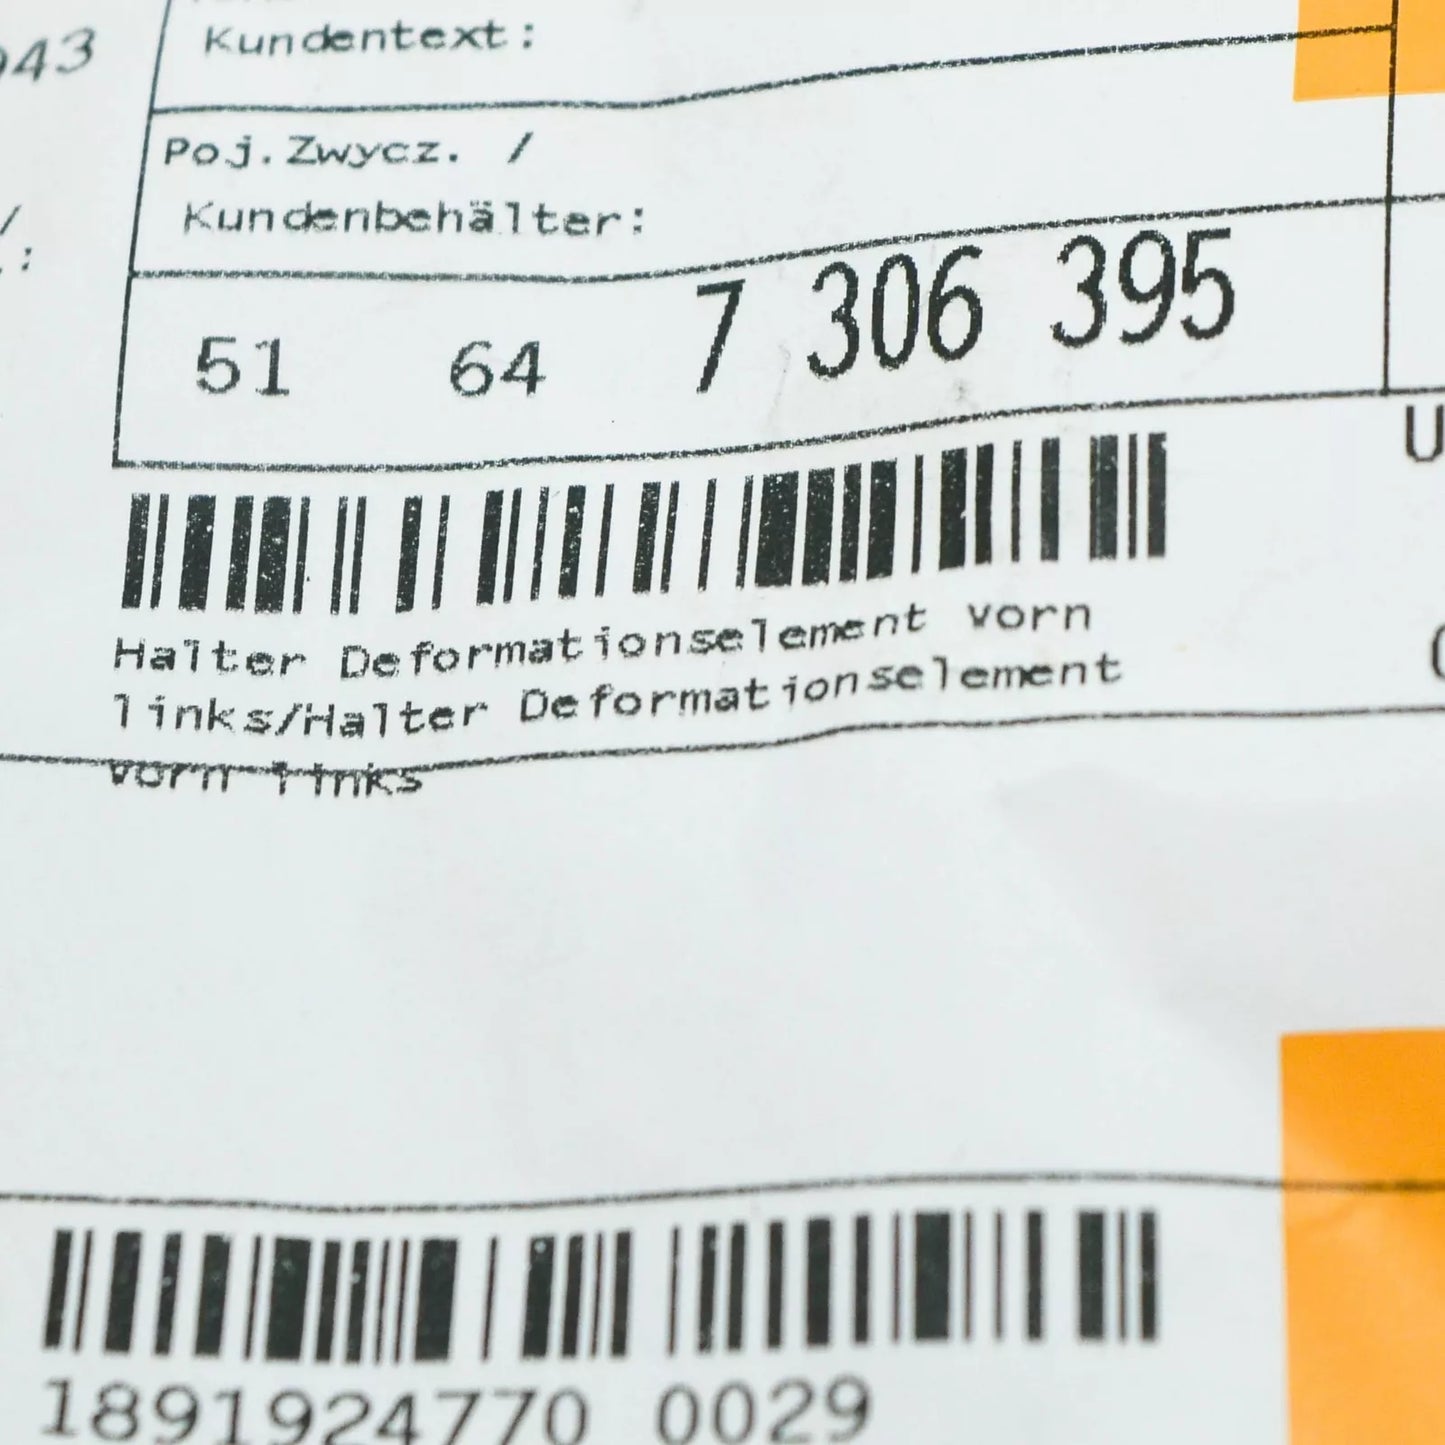 943
Kundentext:
Poj.Zwycz. /
Kundenbehälter:
51 64 7 306 395
Halter Deformationselement vorn
links/Halter Deformationselement
vorn links
1891924770 0029